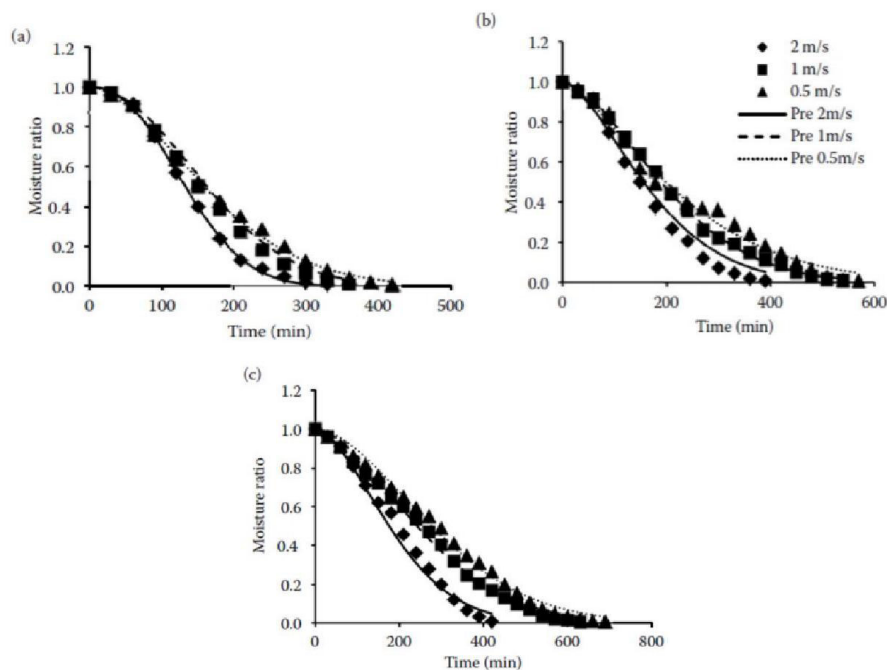 (a)
1.2
1.0
0.8
0.6
0.4
0.2
0.0
Moisture ratio
0 100 200 300 400 500
Time (min)
(b)
1.2
1.0
0.8
0.6
0.4
0.2
0.0
Moisture ratio
0 200 400 600
Time (min)
2 m/s
1 m/s
0.5 m/s
Pre 2m/s
Pre 1m/s
Pre 0.5m/s
(c)
1.2
1.0
0.8
0.6
0.4
0.2
0.0
Moisture ratio
0 200 400 600 800
Time (min)